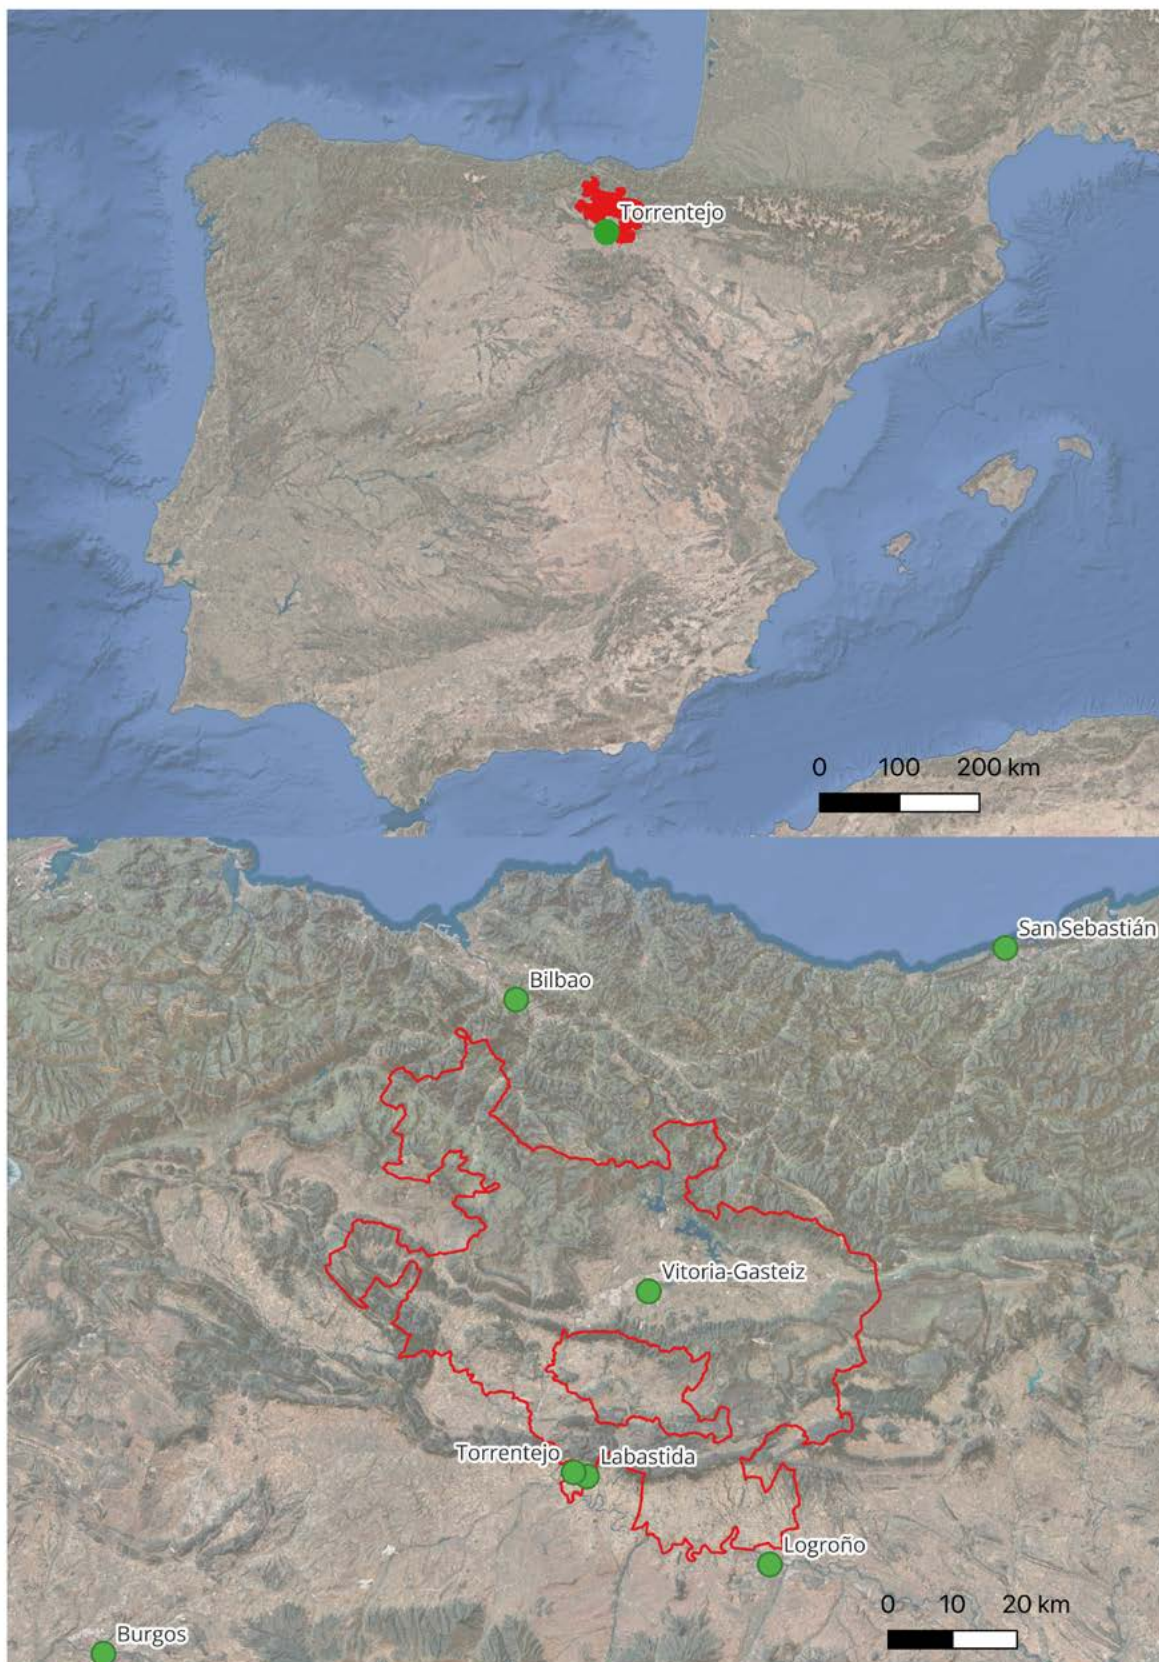 Torrentejo
0 100 200 km
San Sebastián
Bilbao
Vitoria-Gasteiz
Torrentejo Labastida
Logroño
0 10 20 km
Burgos